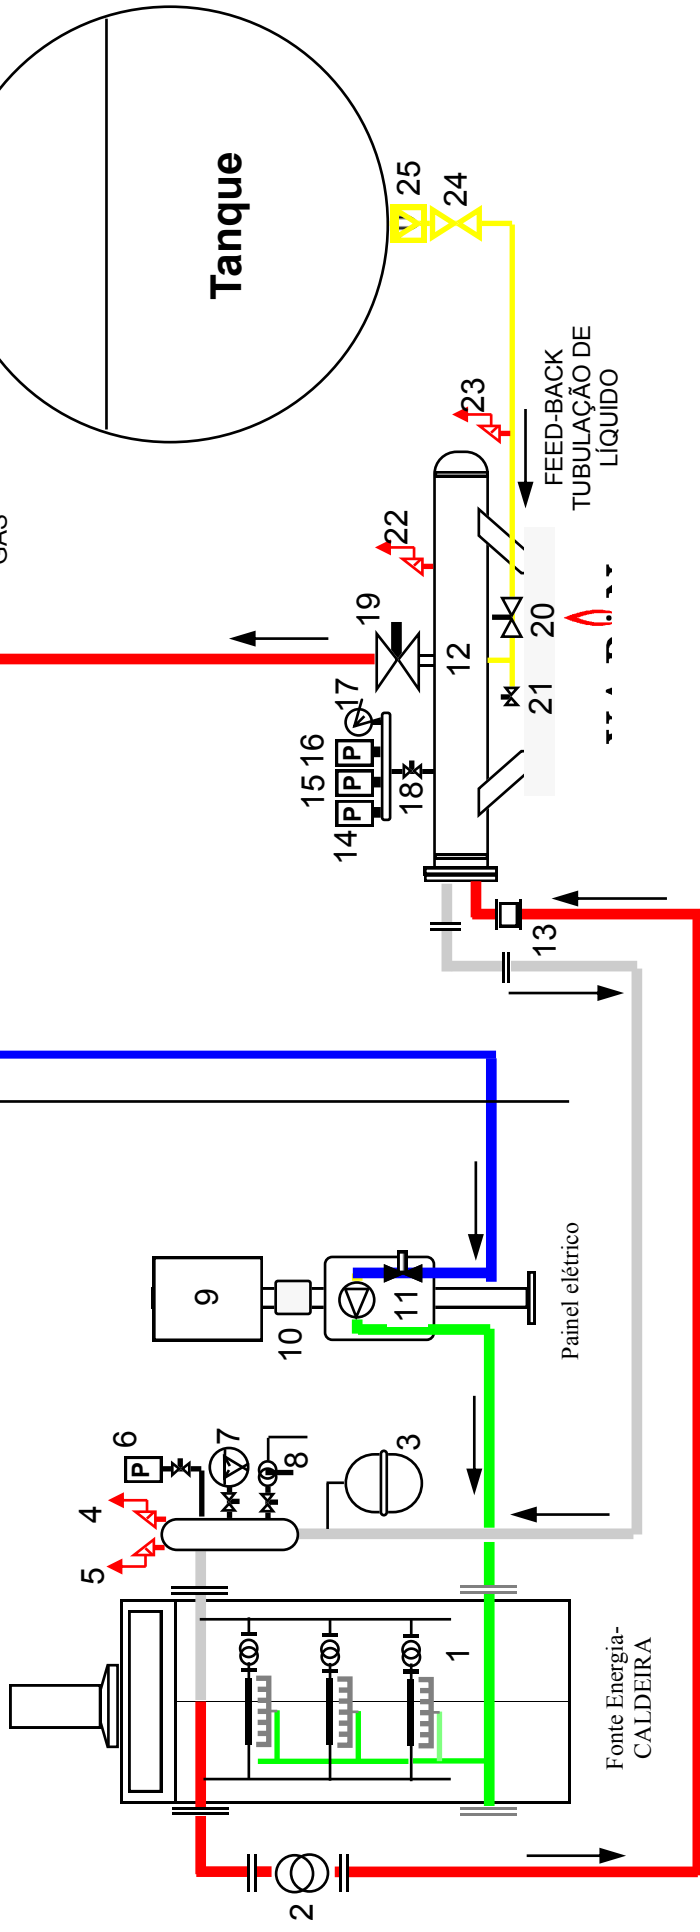 Tanque
25
24
23
FEED-BACK
TUBULAÇÃO DE
LÍQUIDO
22
GÁS
19
17
16
15
14
18
12
20
21
13
9
10
11
Painel elétrico
6
P
P
P
P
7
8
3
4
5
1
Fonte Energia-
CALDEIRA
2